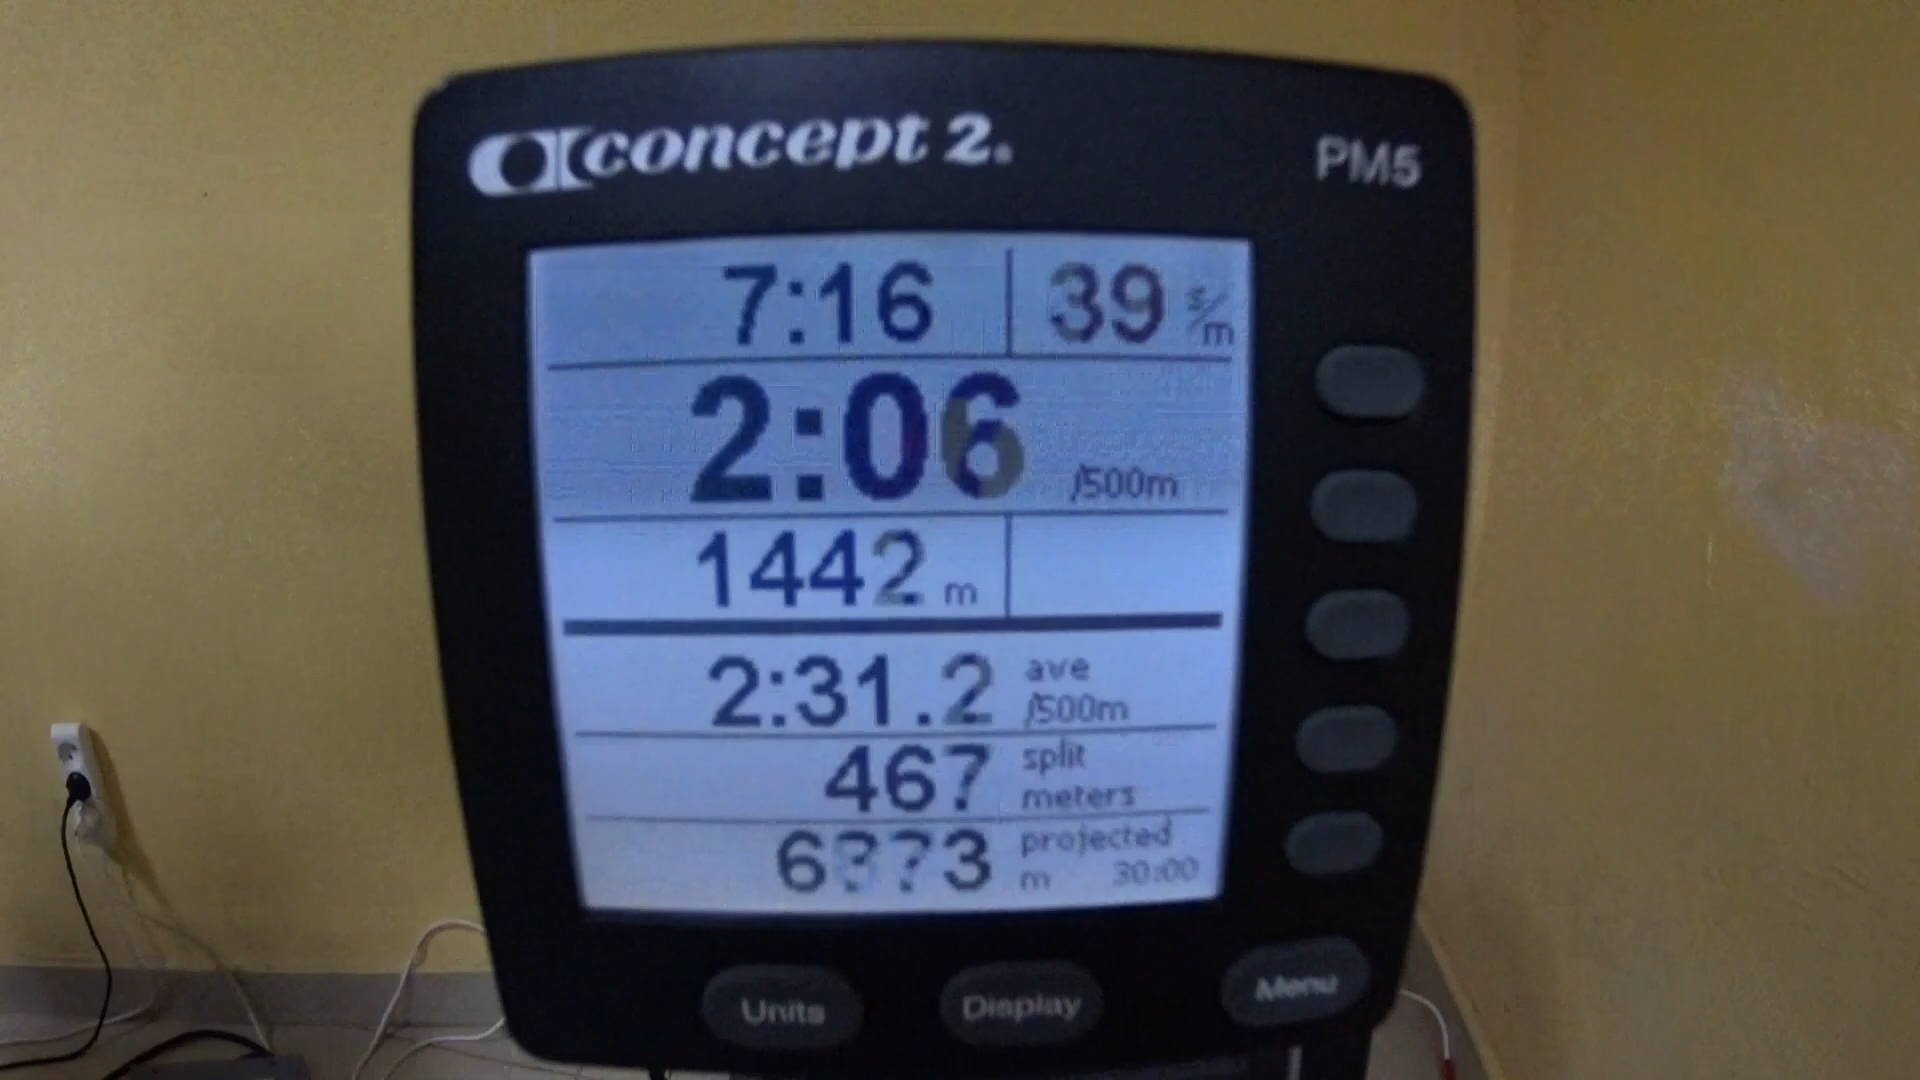 concept 2.
PM5
7:16 39 s/m
2:06 /500m
1442 m
2:31.2 ave /500m
467 split meters
projected m 30:00
Units Display Menu